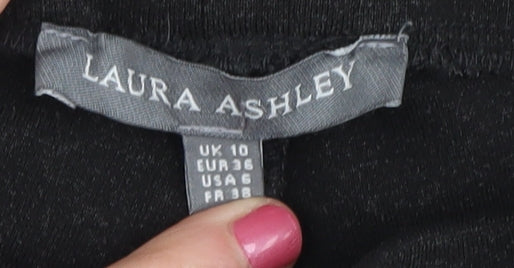 LAURA ASHLEY
UK 10
EUR 36
USA 6
FR 38